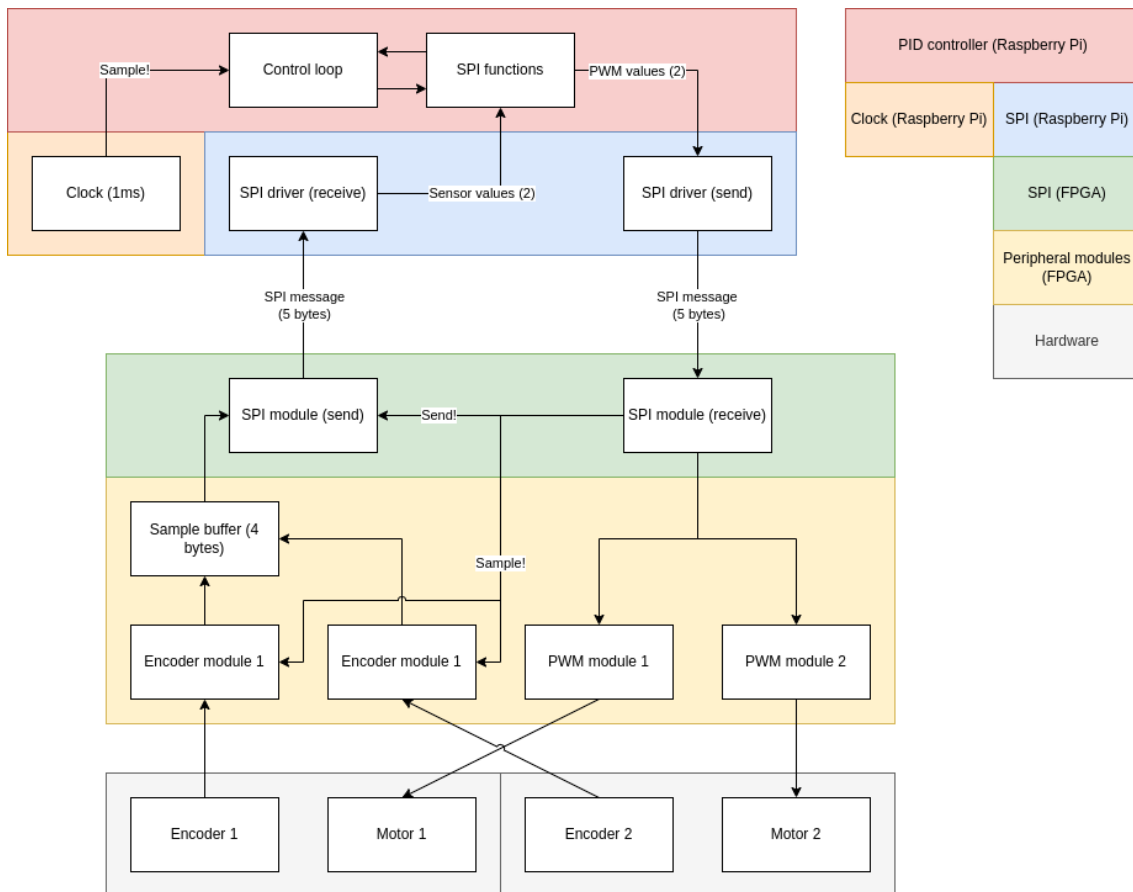 Sample!
Control loop
SPI functions
PWM values (2)
PID controller (Raspberry Pi)
Clock (Raspberry Pi)
SPI (Raspberry Pi)
Clock (1ms)
SPI driver (receive)
Sensor values (2)
SPI driver (send)
SPI (FPGA)
Peripheral modules
(FPGA)
Hardware
SPI message
(5 bytes)
SPI message
(5 bytes)
SPI module (send)
Send!
SPI module (receive)
Sample buffer (4
bytes)
Sample!
Encoder module 1
Encoder module 1
PWM module 1
PWM module 2
Encoder 1
Motor 1
Encoder 2
Motor 2